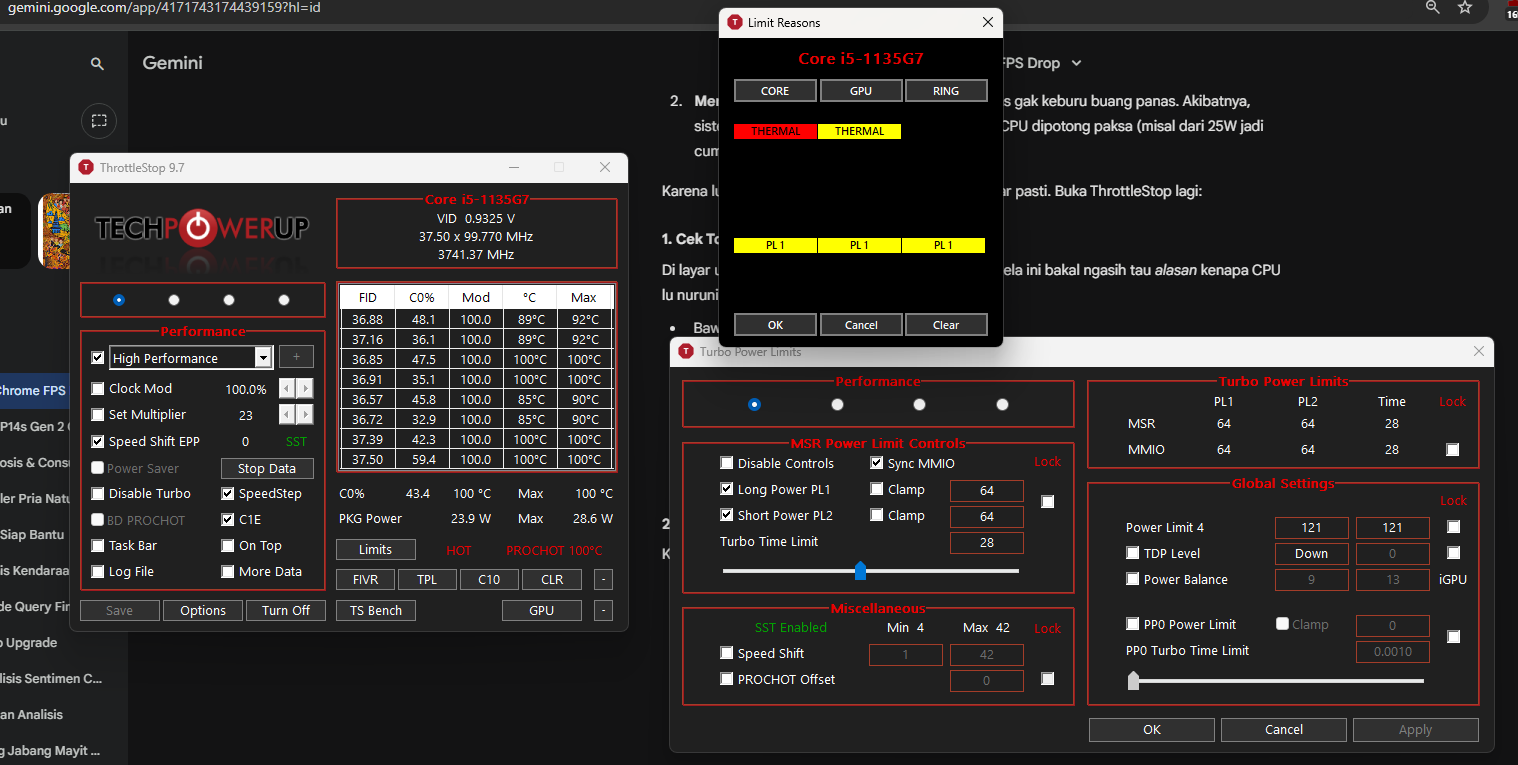 gemini.google.com/app/4171743174439159?hl=id
16
Gemini
FPS Drop
2. Mer
s gak keburu buang panas. Akibatnya,
siste
CPU dipotong paksa (misal dari 25W jadi
cum
Karena lu
ar pasti. Buka ThrottleStop lagi:
1. Cek To
Di layar u
ela ini bakal ngasih tau alasan kenapa CPU
lu nuruni
Baw
2
K
u
an
Chrome FPS
P14s Gen 2
osis & Consu
ler Pria Natu
Siap Bantu
is Kendaraa
de Query Fin
o Upgrade
lisis Sentimen C...
an Analisis
g Jabang Mayit ...
Limit Reasons
Core i5-1135G7
CORE GPU RING
THERMAL THERMAL
PL1 PL1 PL1
OK Cancel Clear
ThrottleStop 9.7
TECHPOWERUP
Core i5-1135G7
VID 0.9325 V
37.50 x 99.770 MHz
3741.37 MHz
Performance
High Performance +
Clock Mod 100.0%
Set Multiplier 23
Speed Shift EPP 0 SST
Power Saver Stop Data
Disable Turbo SpeedStep
BD PROCHOT C1E
Task Bar On Top
Log File More Data
Save Options Turn Off
FID C0% Mod °C Max
36.88 48.1 100.0 89°C 92°C
37.16 36.1 100.0 89°C 92°C
36.85 47.5 100.0 100°C 100°C
36.91 35.1 100.0 100°C 100°C
36.57 45.8 100.0 85°C 90°C
36.72 32.9 100.0 85°C 90°C
37.39 42.3 100.0 100°C 100°C
37.50 59.4 100.0 100°C 100°C
C0% 43.4 100 °C Max 100 °C
PKG Power 23.9 W Max 28.6 W
Limits HOT PROCHOT 100°C
FIVR TPL C10 CLR -
TS Bench GPU -
Turbo Power Limits
Performance
MSR Power Limit Controls
Disable Controls Sync MMIO Lock
Long Power PL1 Clamp 64
Short Power PL2 Clamp 64
Turbo Time Limit 28
Miscellaneous
SST Enabled Min 4 Max 42 Lock
Speed Shift 1 42
PROCHOT Offset 0
Turbo Power Limits
PL1 PL2 Time Lock
MSR 64 64 28
MMIO 64 64 28
Global Settings
Lock
Power Limit 4 121 121
TDP Level Down 0
Power Balance 9 13 iGPU
PP0 Power Limit Clamp 0
PP0 Turbo Time Limit 0.0010
OK Cancel Apply